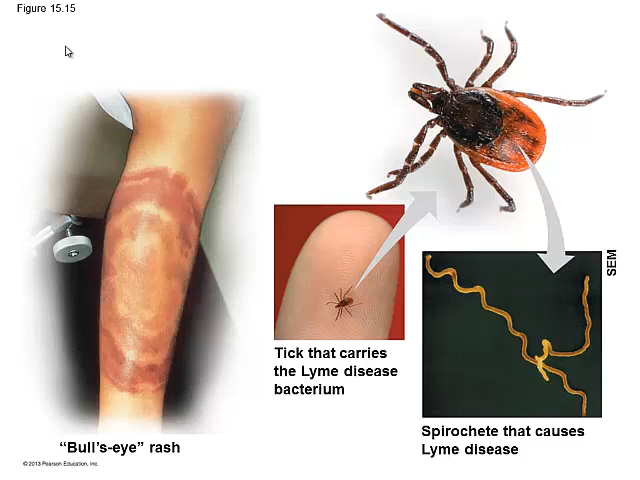 Figure 15.15
SEM
Tick that carries
the Lyme disease
bacterium
Spirochete that causes
Lyme disease
“Bull’s-eye” rash
© 2013 Pearson Education, Inc.